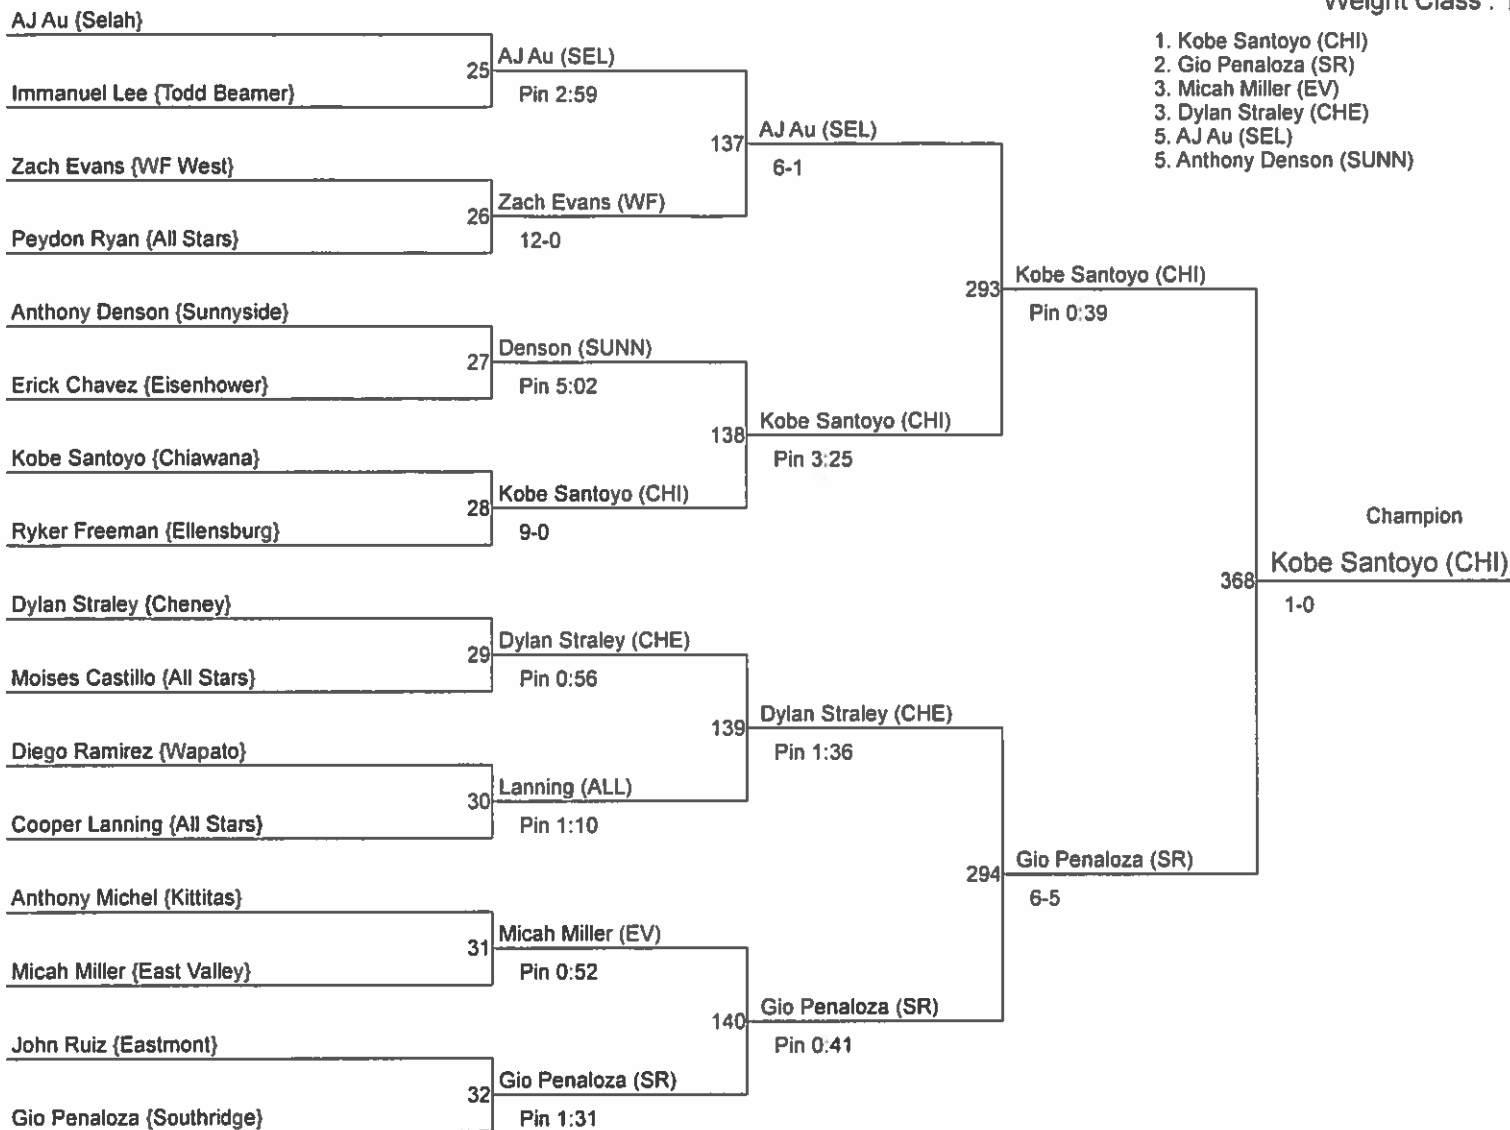 Weight Class :
1. Kobe Santoyo (CHI)
2. Gio Penaloza (SR)
3. Micah Miller (EV)
3. Dylan Straley (CHE)
5. AJ Au (SEL)
5. Anthony Denson (SUNN)
AJ Au {Selah}
Immanuel Lee {Todd Beamer}
Zach Evans {WF West}
Peydon Ryan {All Stars}
Anthony Denson {Sunnyside}
Erick Chavez {Eisenhower}
Kobe Santoyo {Chiawana}
Ryker Freeman {Ellensburg}
Dylan Straley {Cheney}
Moises Castillo {All Stars}
Diego Ramirez {Wapato}
Cooper Lanning {All Stars}
Anthony Michel {Kittitas}
Micah Miller {East Valley}
John Ruiz {Eastmont}
Gio Penaloza {Southridge}
25
AJ Au (SEL)
Pin 2:59
26
Zach Evans (WF)
12-0
27
Denson (SUNN)
Pin 5:02
28
Kobe Santoyo (CHI)
9-0
29
Dylan Straley (CHE)
Pin 0:56
30
Lanning (ALL)
Pin 1:10
31
Micah Miller (EV)
Pin 0:52
32
Gio Penaloza (SR)
Pin 1:31
137
AJ Au (SEL)
6-1
138
Kobe Santoyo (CHI)
Pin 3:25
139
Dylan Straley (CHE)
Pin 1:36
140
Gio Penaloza (SR)
Pin 0:41
293
Kobe Santoyo (CHI)
Pin 0:39
294
Gio Penaloza (SR)
6-5
Champion
368
Kobe Santoyo (CHI)
1-0